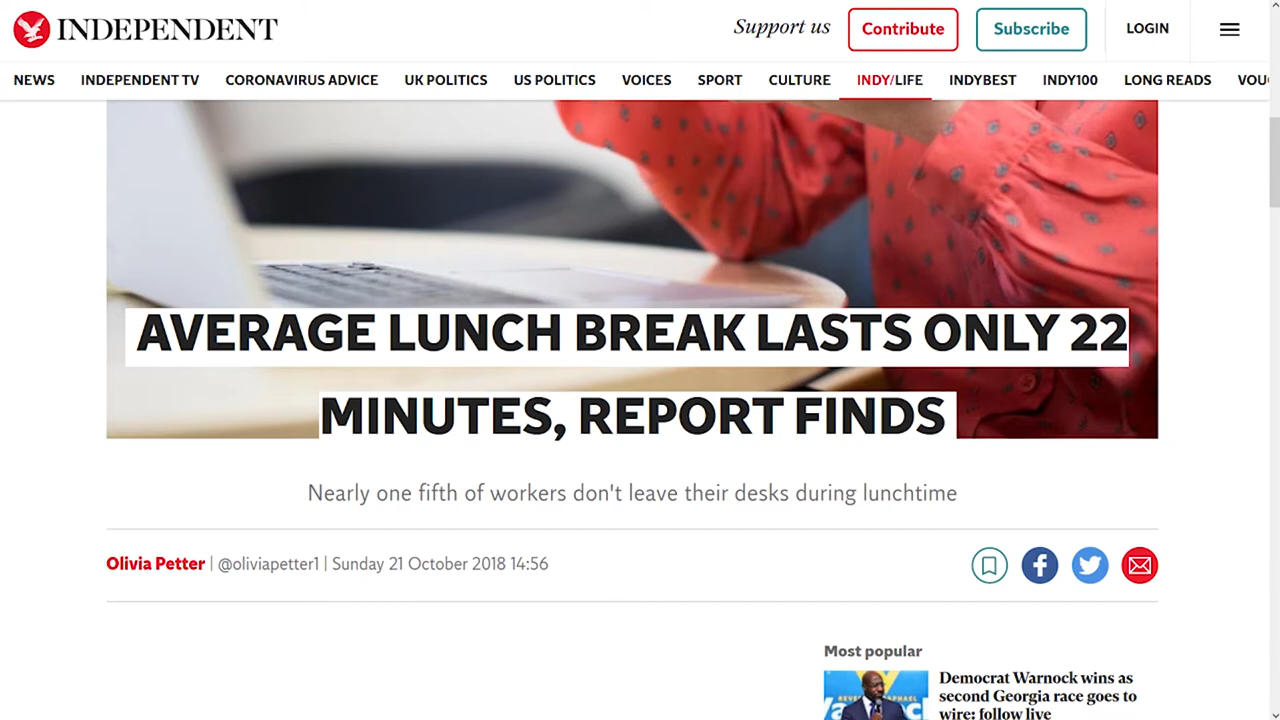 INDEPENDENT
Support us
Contribute
Subscribe
LOGIN
NEWS INDEPENDENT TV CORONAVIRUS ADVICE UK POLITICS US POLITICS VOICES SPORT CULTURE INDY/LIFE INDYBEST INDY100 LONG READS
AVERAGE LUNCH BREAK LASTS ONLY 22
MINUTES, REPORT FINDS
Nearly one fifth of workers don't leave their desks during lunchtime
Olivia Petter | @oliviapetter1 | Sunday 21 October 2018 14:56
Most popular
Democrat Warnock wins as
second Georgia race goes to
wire: follow live